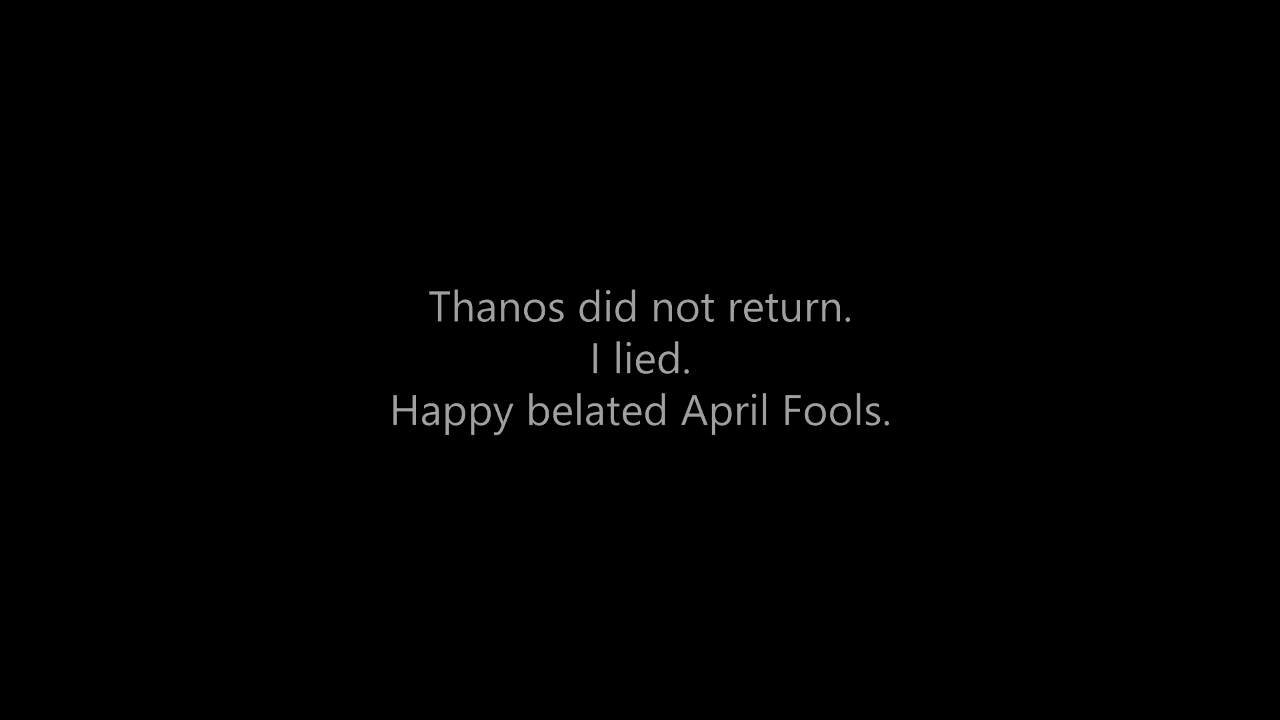 Thanos did not return.
I lied.
Happy belated April Fools.